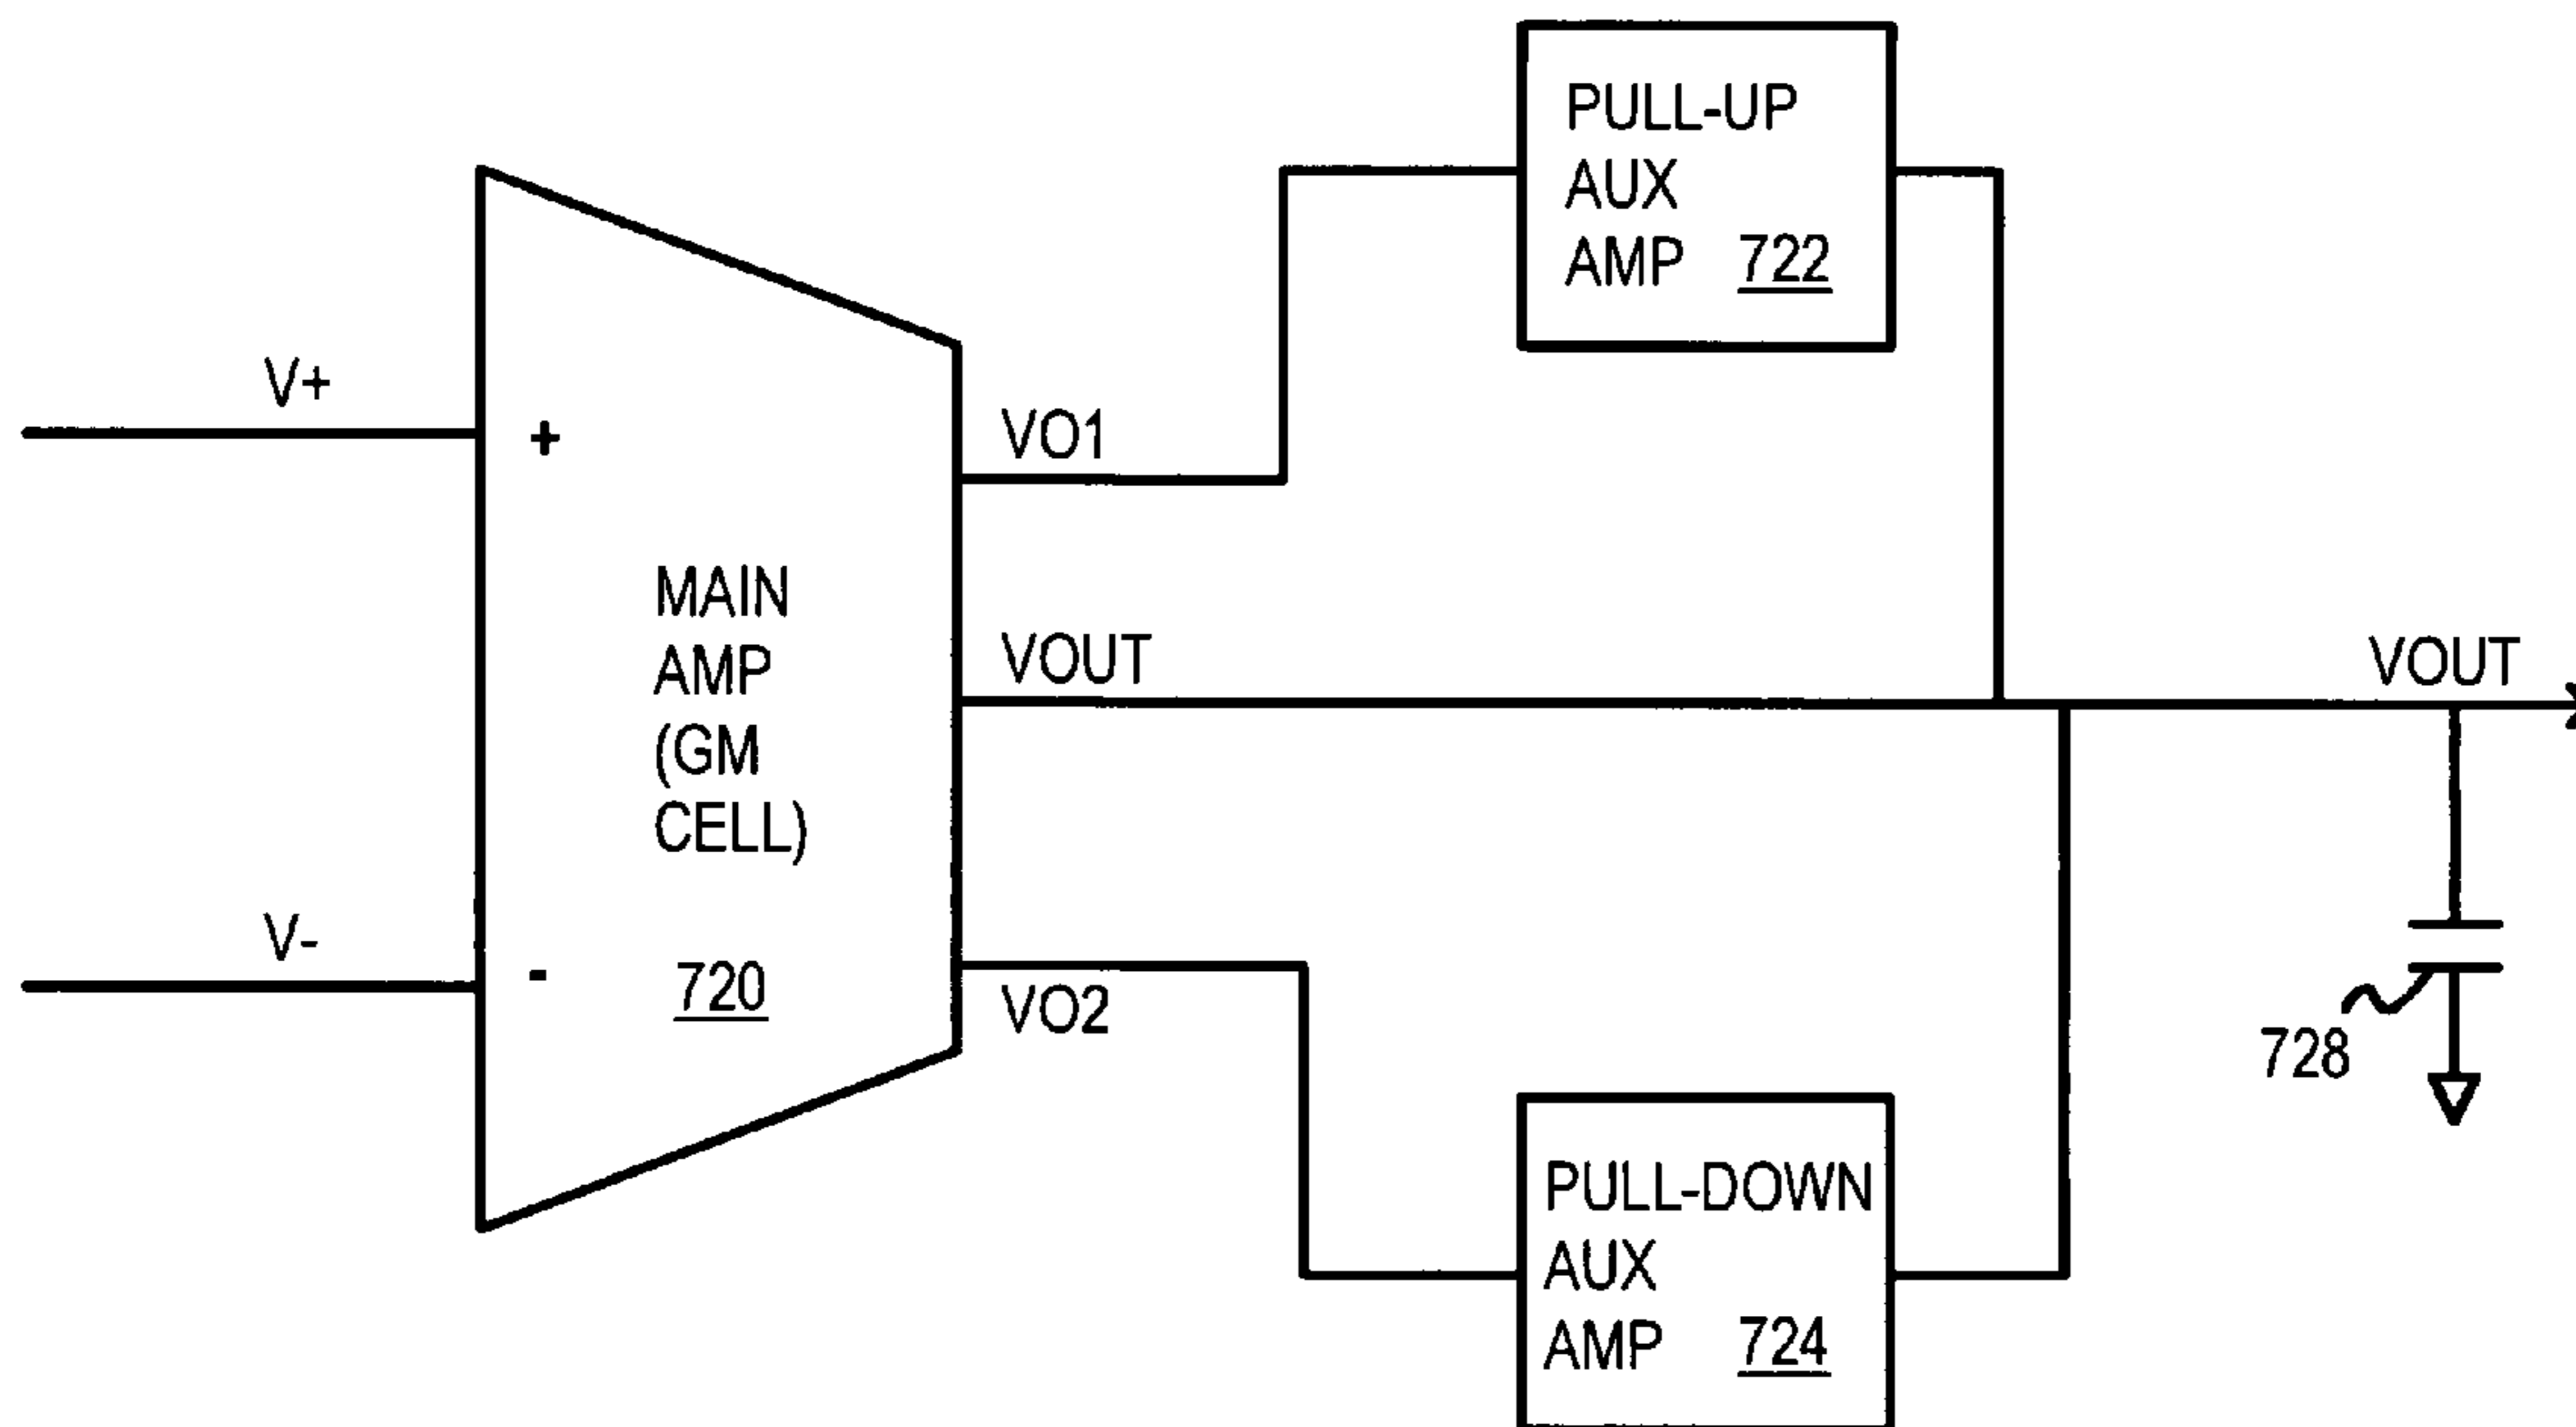 PULL-UP
AUX
AMP 722
V+
+
VO1
MAIN
AMP
(GM
CELL)
720
VOUT
VOUT
V-
-
VO2
728
PULL-DOWN
AUX
AMP 724